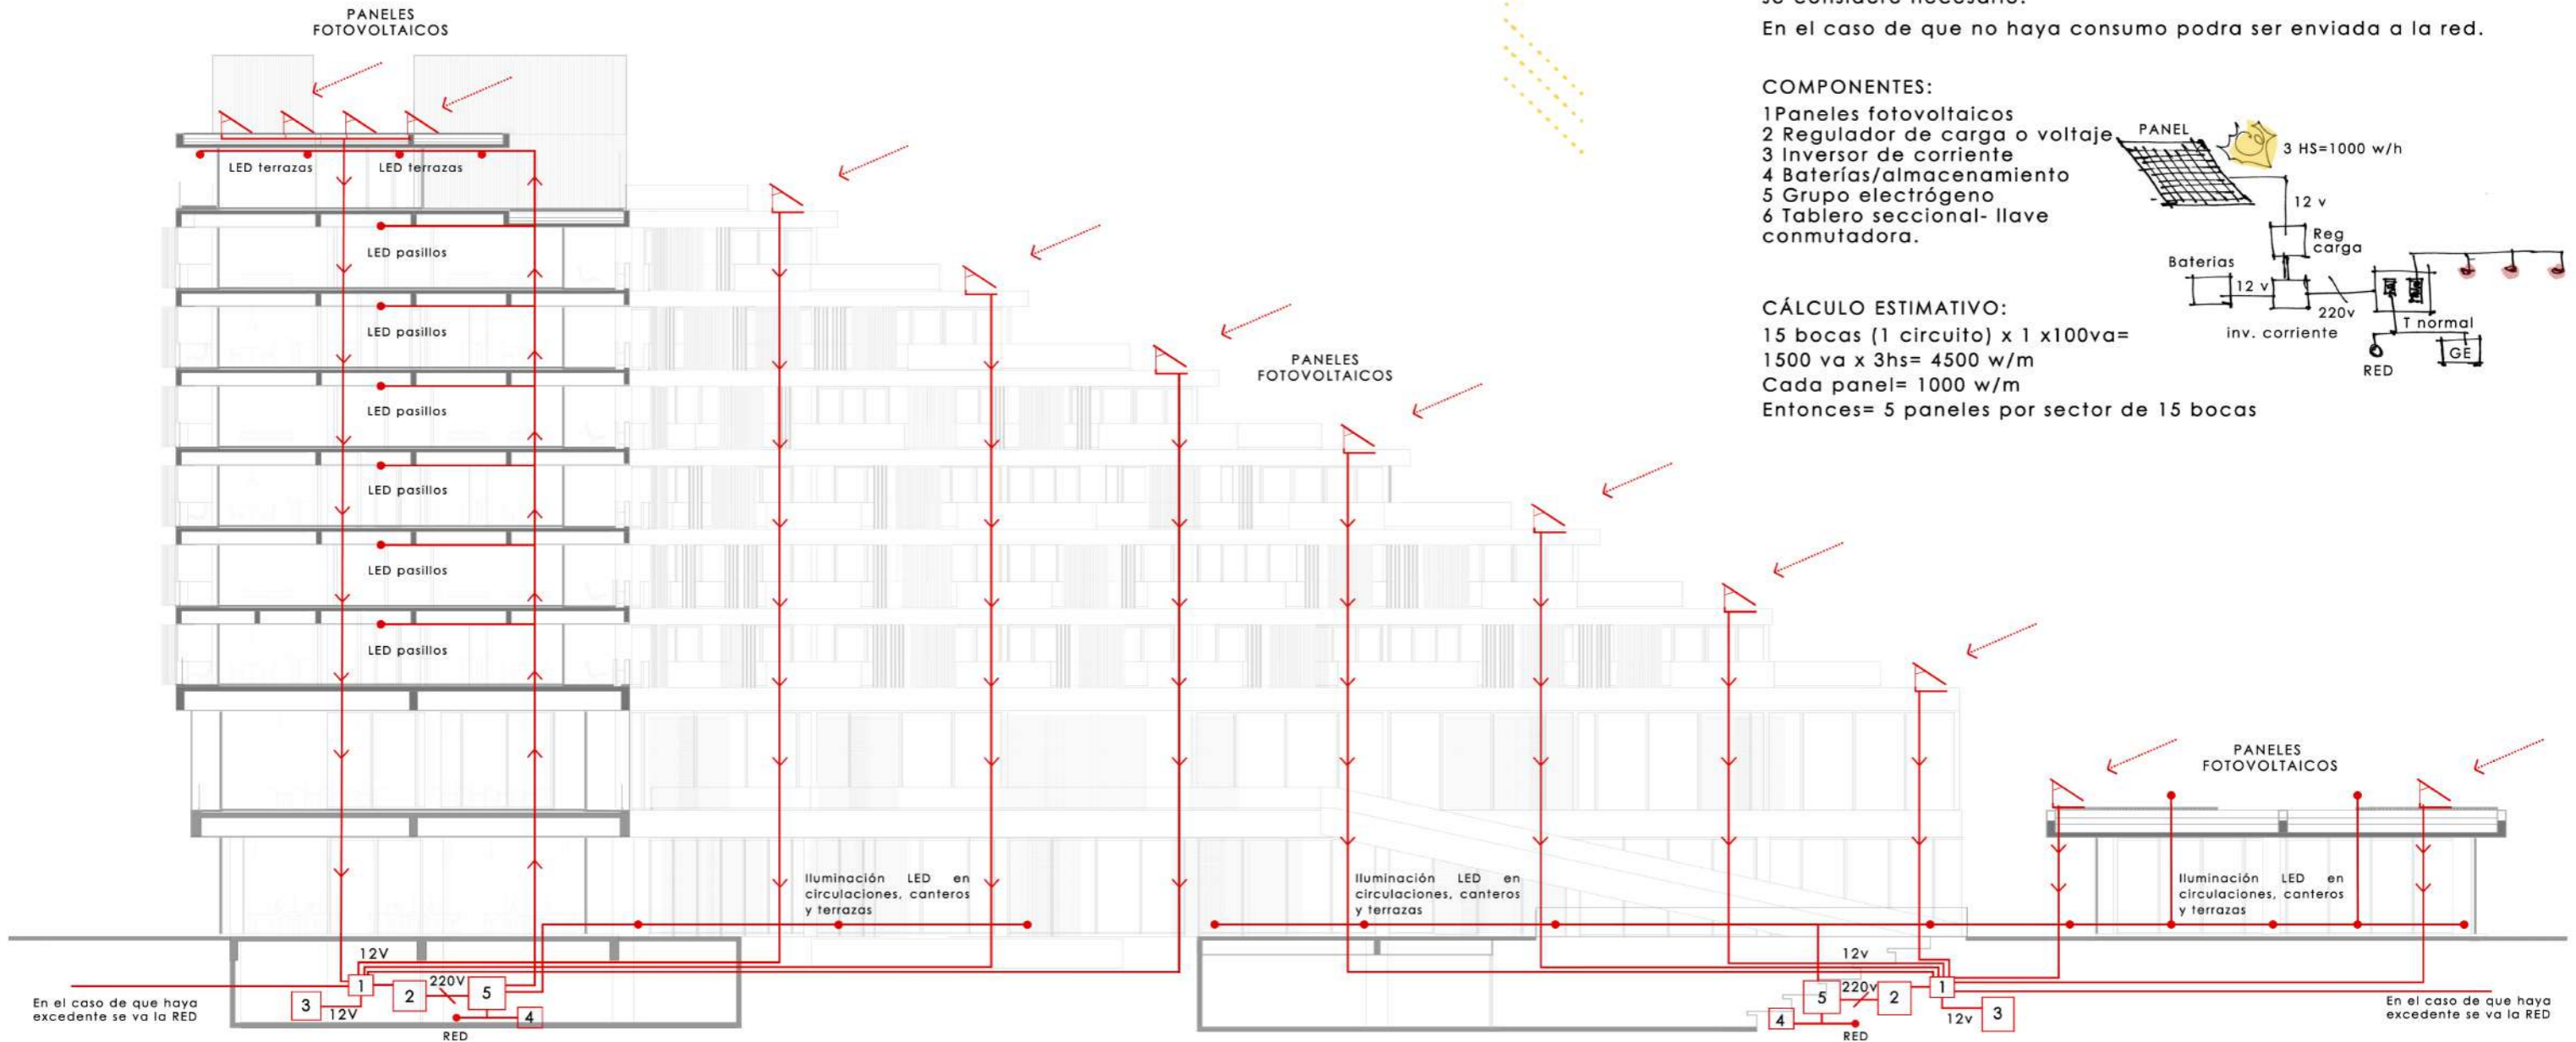 PANELES
FOTOVOLTAICOS
LED terrazas
LED terrazas
LED pasillos
LED pasillos
LED pasillos
LED pasillos
LED pasillos
LED pasillos
PANELES
FOTOVOLTAICOS
PANELES
FOTOVOLTAICOS
Iluminación LED en
circulaciones, canteros
y terrazas
Iluminación LED en
circulaciones, canteros
y terrazas
Iluminación LED en
circulaciones, canteros
y terrazas
12V
1
2
220V
5
3
12V
4
RED
En el caso de que haya
excedente se va la RED
12v
1
2
220v
5
4
RED
12v
3
En el caso de que haya
excedente se va la RED
En el caso de que no haya consumo podra ser enviada a la red.
COMPONENTES:
1Paneles fotovoltaicos
2 Regulador de carga o voltaje
3 Inversor de corriente
4 Baterías/almacenamiento
5 Grupo electrógeno
6 Tablero seccional- llave
conmutadora.
PANEL
3 HS=1000 w/h
12 v
Reg
carga
Baterias
12 v
220v
inv. corriente
T normal
GE
RED
CÁLCULO ESTIMATIVO:
15 bocas (1 circuito) x 1 x100va=
1500 va x 3hs= 4500 w/m
Cada panel= 1000 w/m
Entonces= 5 paneles por sector de 15 bocas